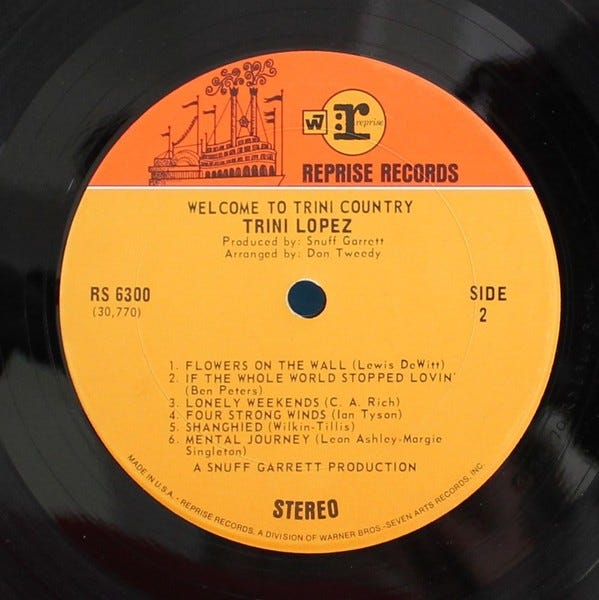 W7 r: reprise
REPRISE RECORDS
WELCOME TO TRINI COUNTRY
TRINI LOPEZ
Produced by: Snuff Garrett
Arranged by: Don Tweedy
RS 6300
(30,770)
SIDE
2
1. FLOWERS ON THE WALL (Lewis DeWitt)
2. IF THE WHOLE WORLD STOPPED LOVIN'
(Ben Peters)
3. LONELY WEEKENDS (C. A. Rich)
4. FOUR STRONG WINDS (Ian Tyson)
5. SHANGHIED (Wilkin-Tillis)
6. MENTAL JOURNEY (Leon Ashley-Margie
Singleton)
A SNUFF GARRETT PRODUCTION
STEREO
MADE IN U.S.A. - REPRISE RECORDS, A DIVISION OF WARNER BROS.-SEVEN ARTS RECORDS, INC.